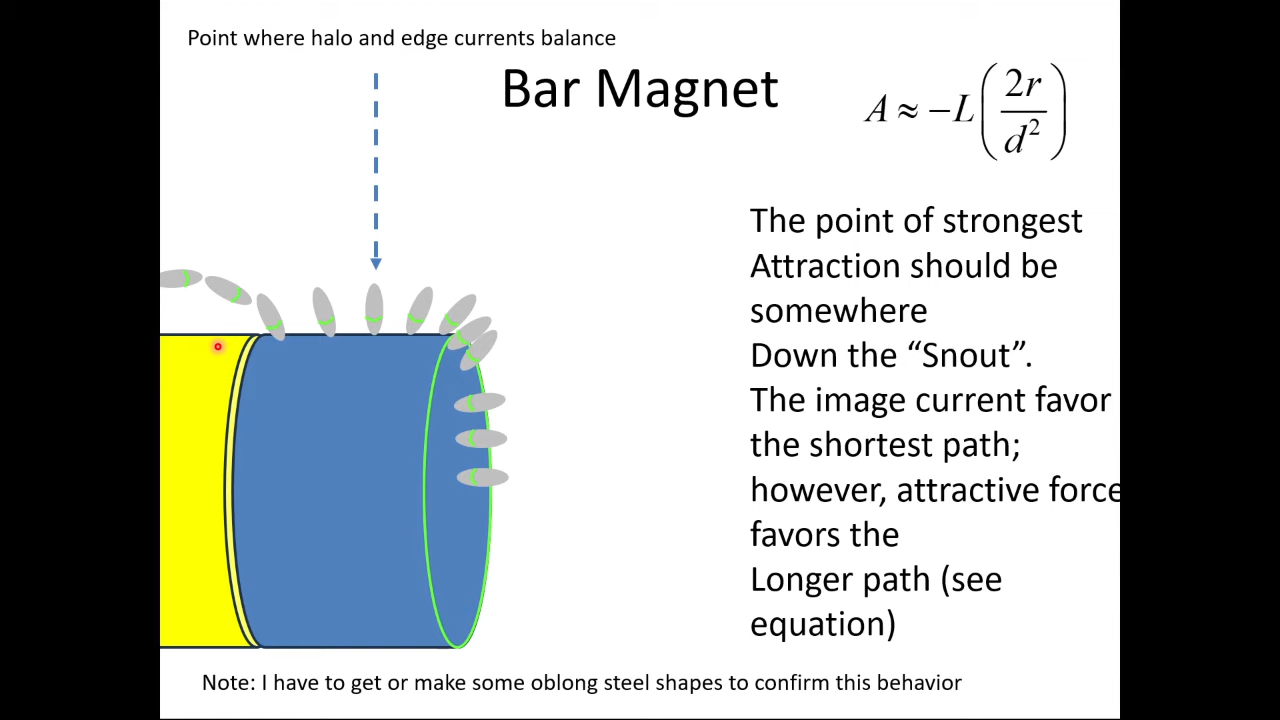 Point where halo and edge currents balance
Bar Magnet
A ≈ −L(2r/d²)
The point of strongest
Attraction should be
somewhere
Down the “Snout”.
The image current favor
the shortest path;
however, attractive force
favors the
Longer path (see
equation)
Note: I have to get or make some oblong steel shapes to confirm this behavior